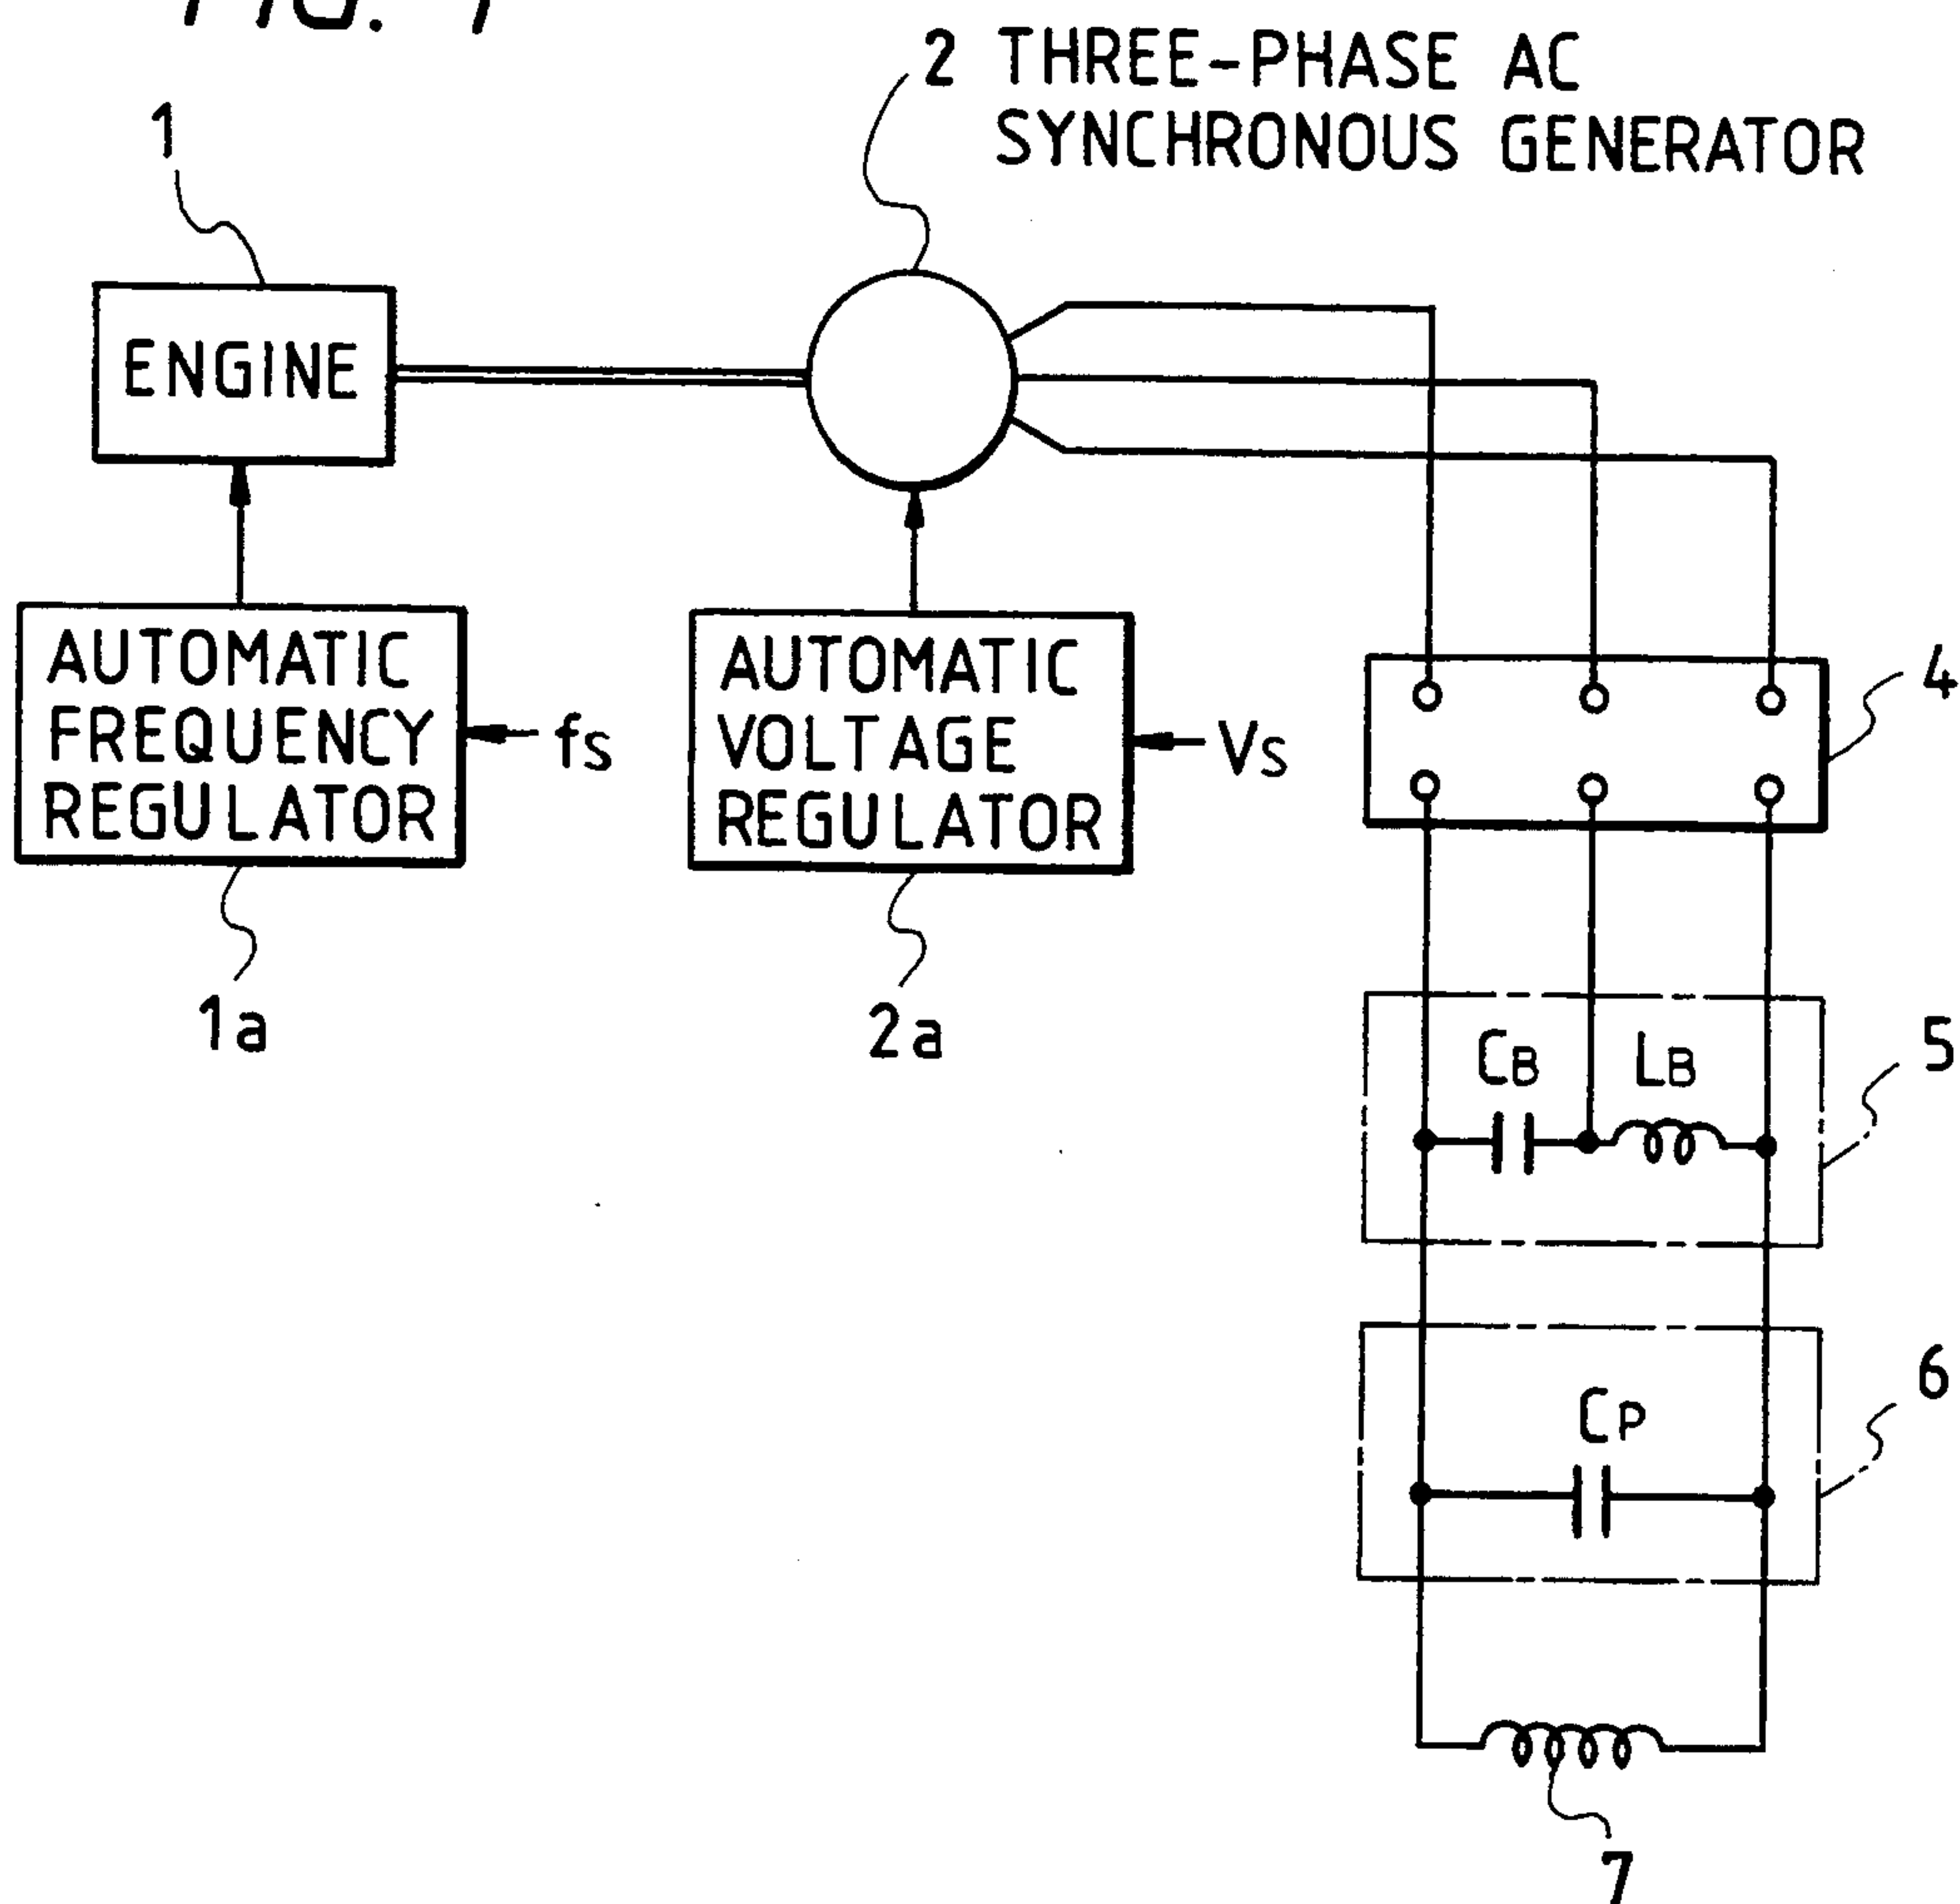 2 THREE-PHASE AC
SYNCHRONOUS GENERATOR
1
ENGINE
AUTOMATIC
FREQUENCY
REGULATOR
fs
AUTOMATIC
VOLTAGE
REGULATOR
Vs
4
1a
2a
CB
LB
5
CP
6
7